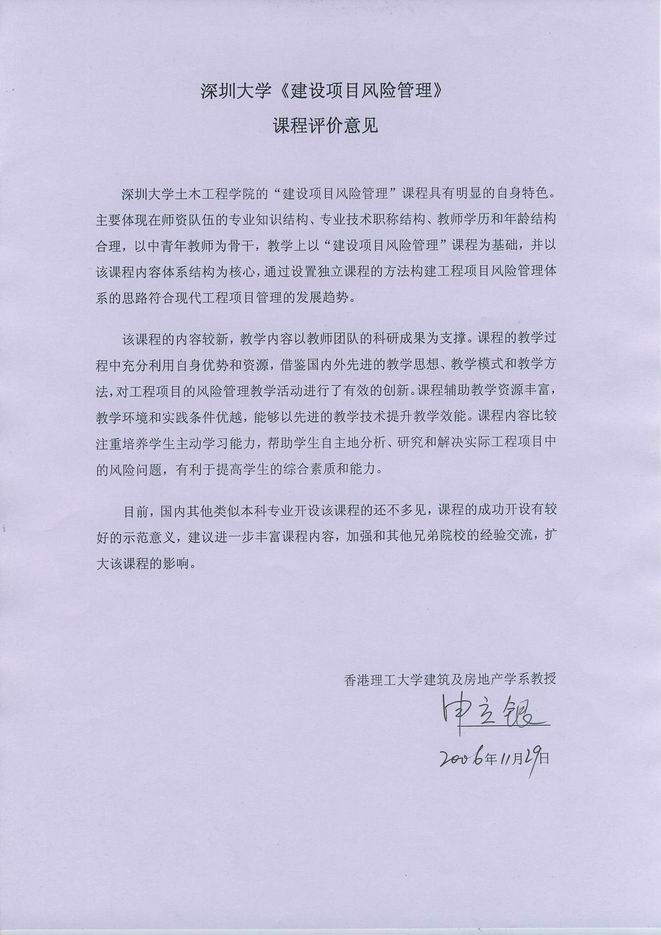 深圳大学《建设项目风险管理》
课程评价意见
深圳大学土木工程学院的“建设项目风险管理”课程具有明显的自身特色。
主要体现在师资队伍的专业知识结构、专业技术职称结构、教师学历和年龄结构
合理，以中青年教师为骨干，教学上以“建设项目风险管理”课程为基础，并以
该课程内容体系结构为核心，通过设置独立课程的方法构建工程项目风险管理体
系的思路符合现代工程项目管理的发展趋势。
该课程的内容较新，教学内容以教师团队的科研成果为支撑。课程的教学过
程中充分利用自身优势和资源，借鉴国内外先进的教学思想、教学模式和教学方
法，对工程项目的风险管理教学活动进行了有效的创新。课程辅助教学资源丰富，
教学环境和实践条件优越，能够以先进的教学技术提升教学效能。课程内容比较
注重培养学生主动学习能力，帮助学生自主地分析、研究和解决实际工程项目中
的风险问题，有利于提高学生的综合素质和能力。
目前，国内其他类似本科专业开设该课程的还不多见，课程的成功开设有较
好的示范意义，建议进一步丰富课程内容，加强和其他兄弟院校的经验交流，扩
大该课程的影响。
香港理工大学建筑及房地产学系教授
申立银
2006年11月29日